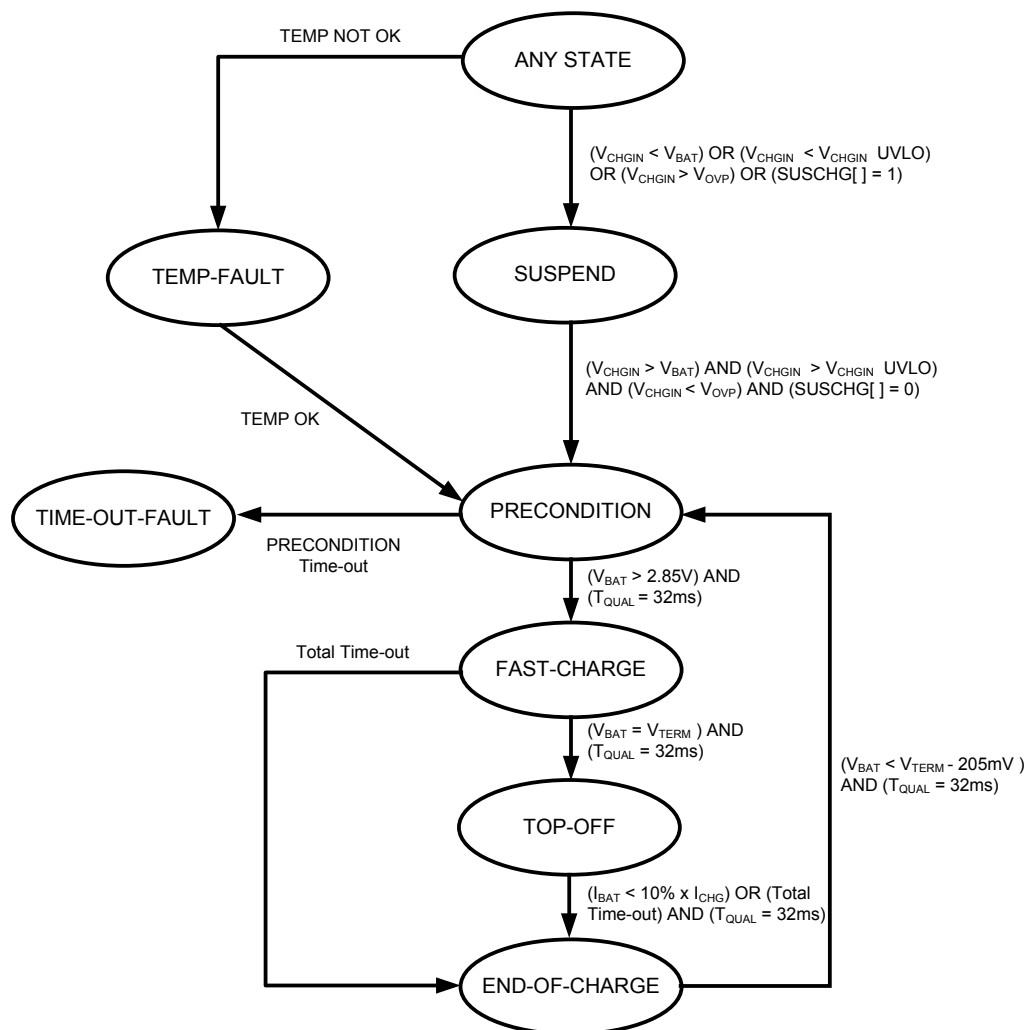 TEMP NOT OK
ANY STATE
(VCHGIN < VBAT) OR (VCHGIN < VCHGIN UVLO)
OR (VCHGIN > VOVP) OR (SUSCHG[ ] = 1)
TEMP-FAULT
SUSPEND
(VCHGIN > VBAT) AND (VCHGIN > VCHGIN UVLO)
AND (VCHGIN < VOVP) AND (SUSCHG[ ] = 0)
TEMP OK
TIME-OUT-FAULT
PRECONDITION
PRECONDITION
Time-out
(VBAT > 2.85V) AND
(TQUAL = 32ms)
Total Time-out
FAST-CHARGE
(VBAT = VTERM ) AND
(TQUAL = 32ms)
(VBAT < VTERM - 205mV )
AND (TQUAL = 32ms)
TOP-OFF
(IBAT < 10% x ICHG) OR (Total
Time-out) AND (TQUAL = 32ms)
END-OF-CHARGE